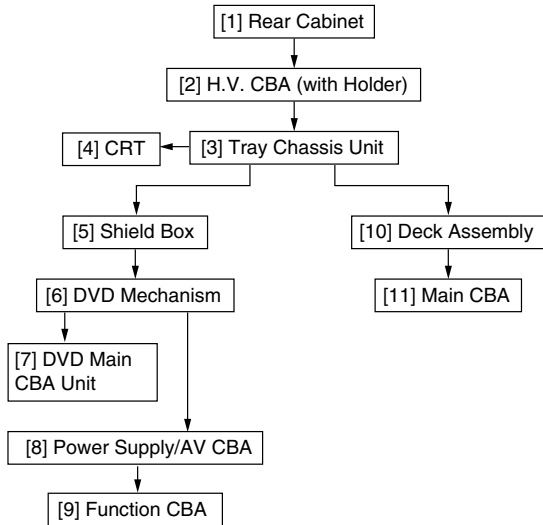 [1] Rear Cabinet
[2] H.V. CBA (with Holder)
[4] CRT
[3] Tray Chassis Unit
[5] Shield Box
[10] Deck Assembly
[6] DVD Mechanism
[11] Main CBA
[7] DVD Main
CBA Unit
[8] Power Supply/AV CBA
[9] Function CBA